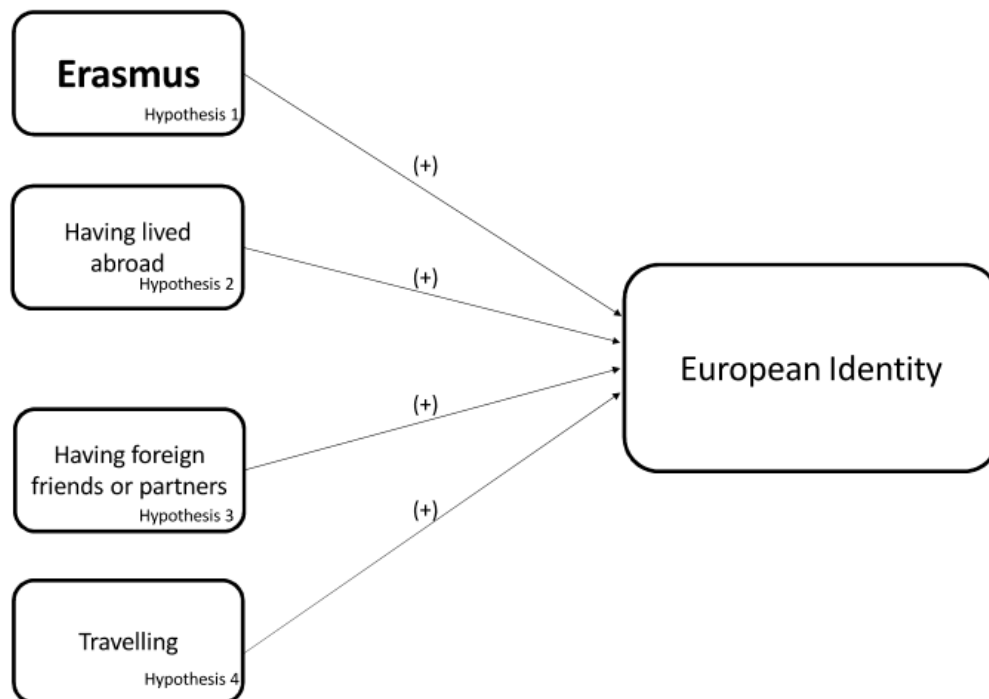 Erasmus
Hypothesis 1
(+)
Having lived
abroad
Hypothesis 2
(+)
European Identity
Having foreign
friends or partners
Hypothesis 3
(+)
Travelling
Hypothesis 4
(+)